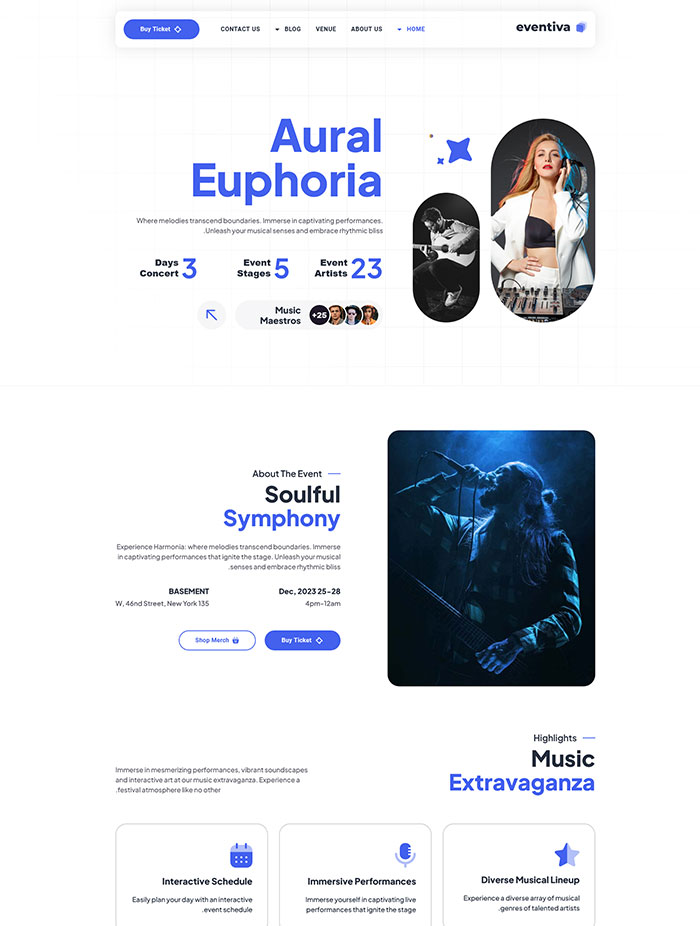 Buy Ticket CONTACT US BLOG VENUE ABOUT US HOME eventiva
Aural
Euphoria
Where melodies transcend boundaries. Immerse in captivating performances.
.Unleash your musical senses and embrace rhythmic bliss
Days
Concert 3
Event
Stages 5
Event
Artists 23
Music
Maestros
+25
About The Event
Soulful
Symphony
Experience Harmonia: where melodies transcend boundaries. Immerse
in captivating performances that ignite the stage. Unleash your musical
.senses and embrace rhythmic bliss
BASEMENT
W, 46nd Street, New York 135
Dec, 2023 25-28
4pm-12am
Shop Merch
Buy Ticket
Highlights
Music
Extravaganza
Immerse in mesmerizing performances, vibrant soundscapes
and interactive art at our music extravaganza. Experience a
.festival atmosphere like no other
Interactive Schedule
Easily plan your day with an interactive
.event schedule
Immersive Performances
Immerse yourself in captivating live
performances that ignite the stage
Diverse Musical Lineup
Experience a diverse array of musical
.genres of talented artists